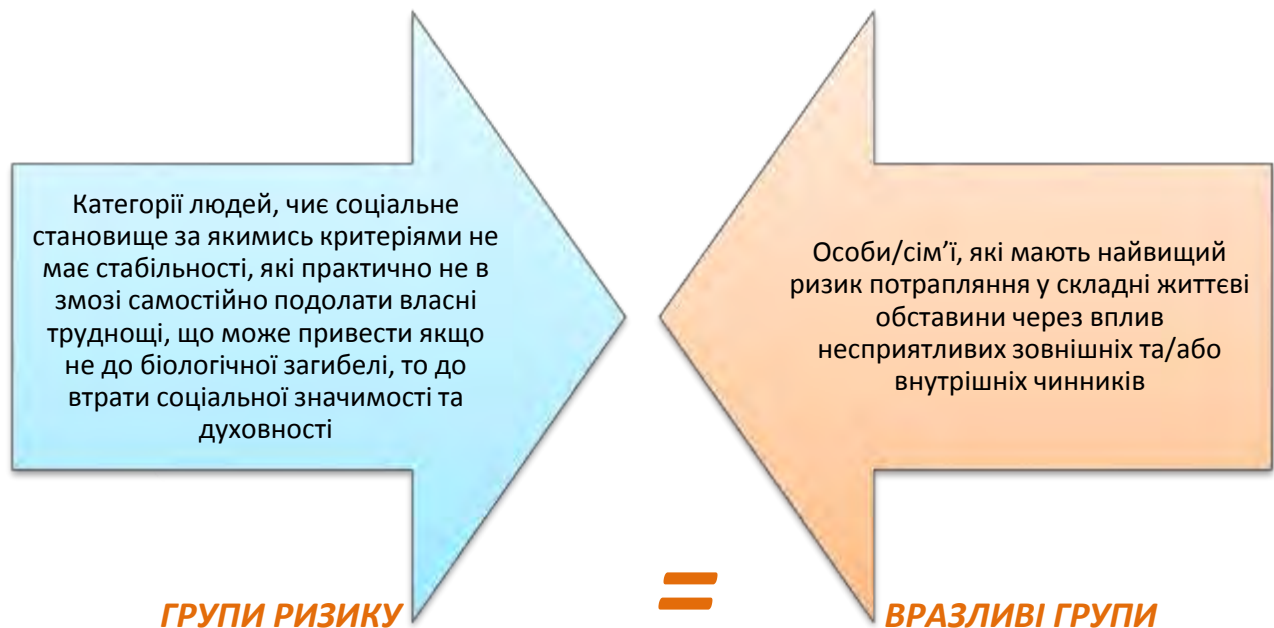 Категорії людей, чиє соціальне
становище за якимись критеріями не
має стабільності, які практично не в
змозі самостійно подолати власні
труднощі, що може привести якщо
не до біологічної загибелі, то до
втрати соціальної значимості та
духовності
Особи/сім’ї, які мають найвищий
ризик потрапляння у складні життєві
обставини через вплив
несприятливих зовнішніх та/або
внутрішніх чинників
ГРУПИ РИЗИКУ
=
ВРАЗЛИВІ ГРУПИ